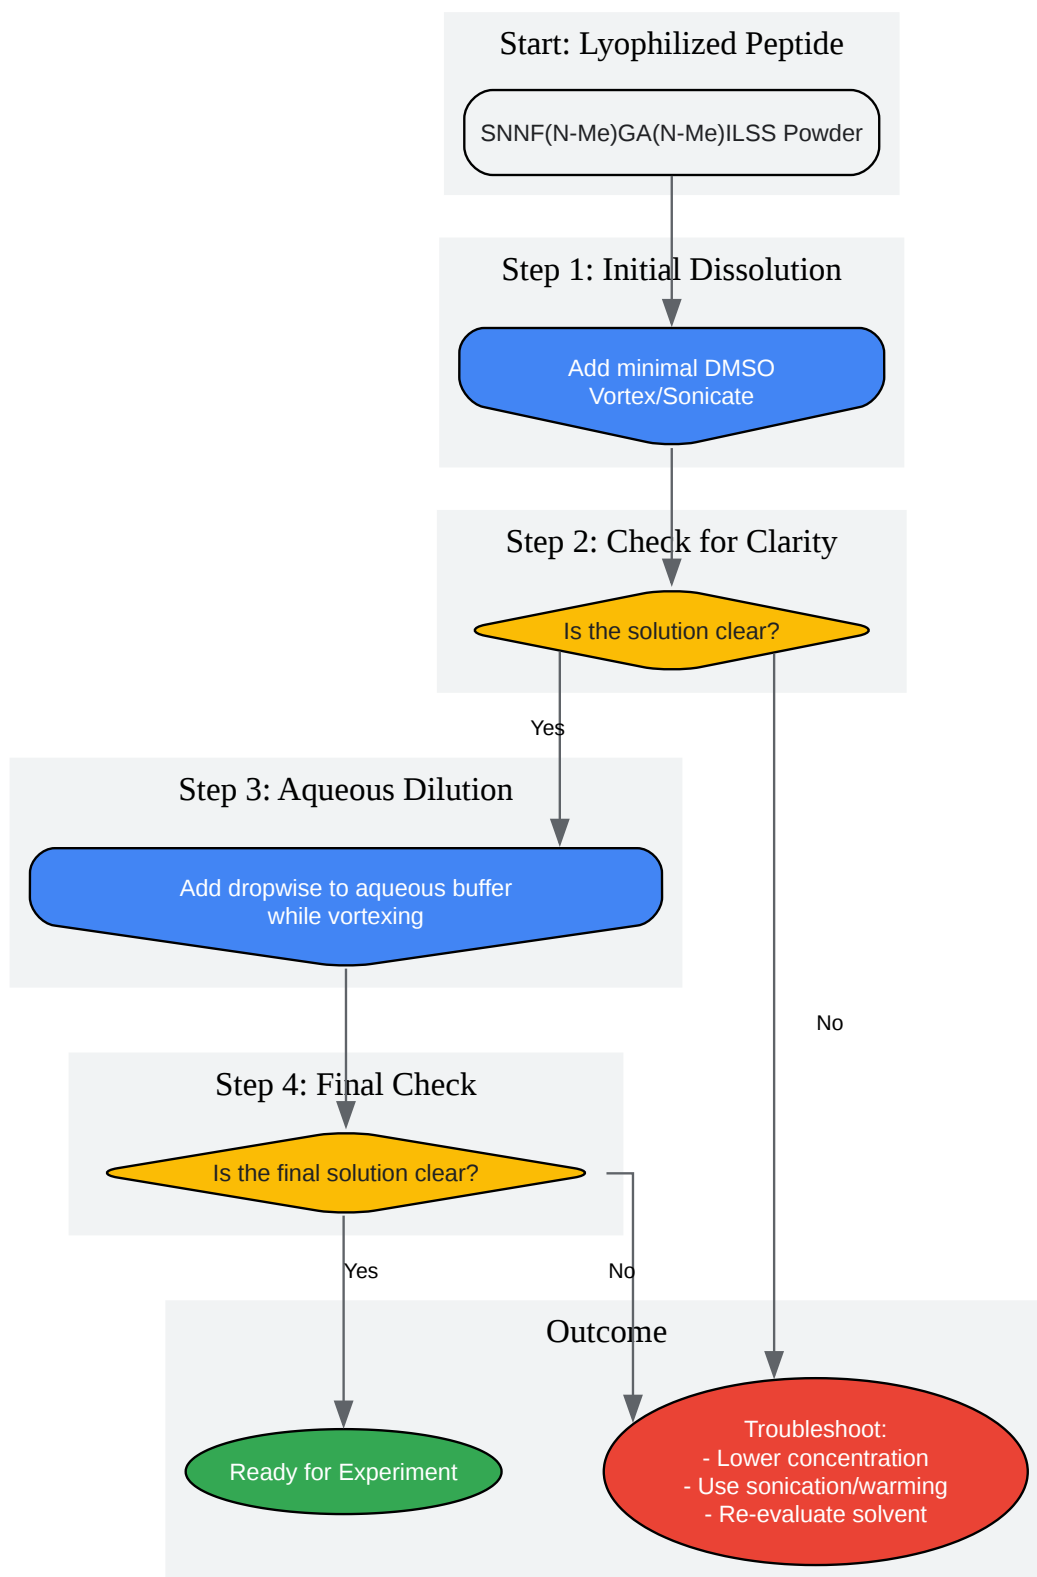 Start: Lyophilized Peptide
SNNF(N-Me)GA(N-Me)ILSS Powder
Step 1: Initial Dissolution
Add minimal DMSO
Vortex/Sonicate
Step 2: Check for Clarity
Is the solution clear?
Yes
Step 3: Aqueous Dilution
Add dropwise to aqueous buffer
while vortexing
No
Step 4: Final Check
Is the final solution clear?
Yes
No
Outcome
Ready for Experiment
Troubleshoot:
- Lower concentration
- Use sonication/warming
- Re-evaluate solvent